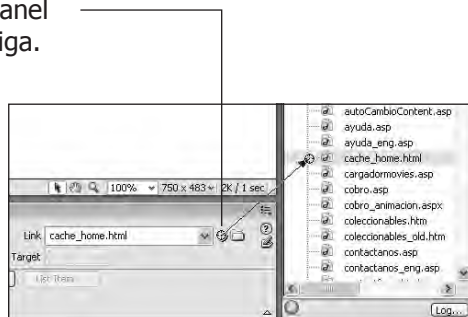 anel
iga.
autoCambioContent.asp
ayuda.asp
ayuda_eng.asp
cache_home.html
cargadormovies.asp
cobro.asp
cobro_animacion.aspx
coleccionables.htm
coleccionables_old.htm
contactanos.asp
contactanos_eng.asp
100% 750 x 483 2K / 1 sec
Link cache_home.html
Target
List Item
Log...